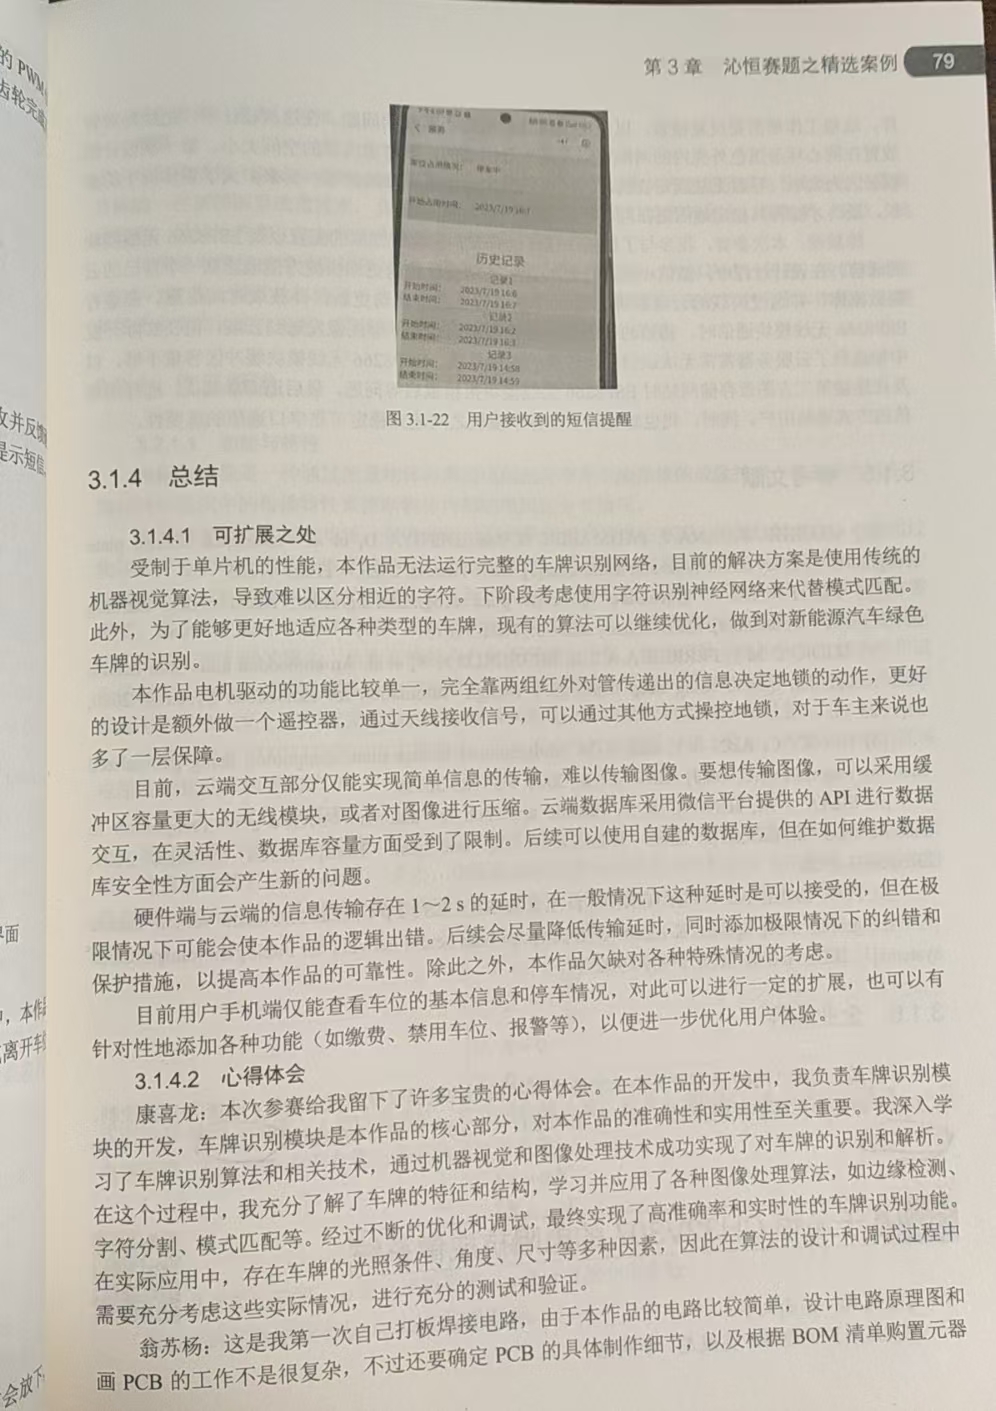 的 PWM
齿轮完
收并反馈
提示短信
界面
，本作
离开车
会放下
第 3 章 沁恒赛题之精选案例 79
开始占用时间： 2023/7/19 16:7
历史记录
记录1
开始时间： 2023/7/19 16:6
结束时间： 2023/7/19 16:7
记录2
开始时间： 2023/7/19 16:2
结束时间： 2023/7/19 16:3
记录3
开始时间： 2023/7/19 14:58
结束时间： 2023/7/19 14:59
图 3.1-22 用户接收到的短信提醒
3.1.4 总结
3.1.4.1 可扩展之处
受制于单片机的性能，本作品无法运行完整的车牌识别网络，目前的解决方案是使用传统的
机器视觉算法，导致难以区分相近的字符。下阶段考虑使用字符识别神经网络来代替模式匹配。
此外，为了能够更好地适应各种类型的车牌，现有的算法可以继续优化，做到对新能源汽车绿色
车牌的识别。
本作品电机驱动的功能比较单一，完全靠两组红外对管传递出的信息决定地锁的动作，更好
的设计是额外做一个遥控器，通过天线接收信号，可以通过其他方式操控地锁，对于车主来说也
多了一层保障。
目前，云端交互部分仅能实现简单信息的传输，难以传输图像。要想传输图像，可以采用缓
冲区容量更大的无线模块，或者对图像进行压缩。云端数据库采用微信平台提供的 API 进行数据
交互，在灵活性、数据库容量方面受到了限制。后续可以使用自建的数据库，但在如何维护数据
库安全性方面会产生新的问题。
硬件端与云端的信息传输存在 1～2 s 的延时，在一般情况下这种延时是可以接受的，但在极
限情况下可能会使本作品的逻辑出错。后续会尽量降低传输延时，同时添加极限情况下的纠错和
保护措施，以提高本作品的可靠性。除此之外，本作品欠缺对各种特殊情况的考虑。
目前用户手机端仅能查看车位的基本信息和停车情况，对此可以进行一定的扩展，也可以有
针对性地添加各种功能（如缴费、禁用车位、报警等），以便进一步优化用户体验。
3.1.4.2 心得体会
康喜龙：本次参赛给我留下了许多宝贵的心得体会。在本作品的开发中，我负责车牌识别模
块的开发，车牌识别模块是本作品的核心部分，对本作品的准确性和实用性至关重要。我深入学
习了车牌识别算法和相关技术，通过机器视觉和图像处理技术成功实现了对车牌的识别和解析。
在这个过程中，我充分了解了车牌的特征和结构，学习并应用了各种图像处理算法，如边缘检测、
字符分割、模式匹配等。经过不断的优化和调试，最终实现了高准确率和实时性的车牌识别功能。
在实际应用中，存在车牌的光照条件、角度、尺寸等多种因素，因此在算法的设计和调试过程中
需要充分考虑这些实际情况，进行充分的测试和验证。
翁苏杨：这是我第一次自己打板焊接电路，由于本作品的电路比较简单，设计电路原理图和
画 PCB 的工作不是很复杂，不过还要确定 PCB 的具体制作细节，以及根据 BOM 清单购置元器